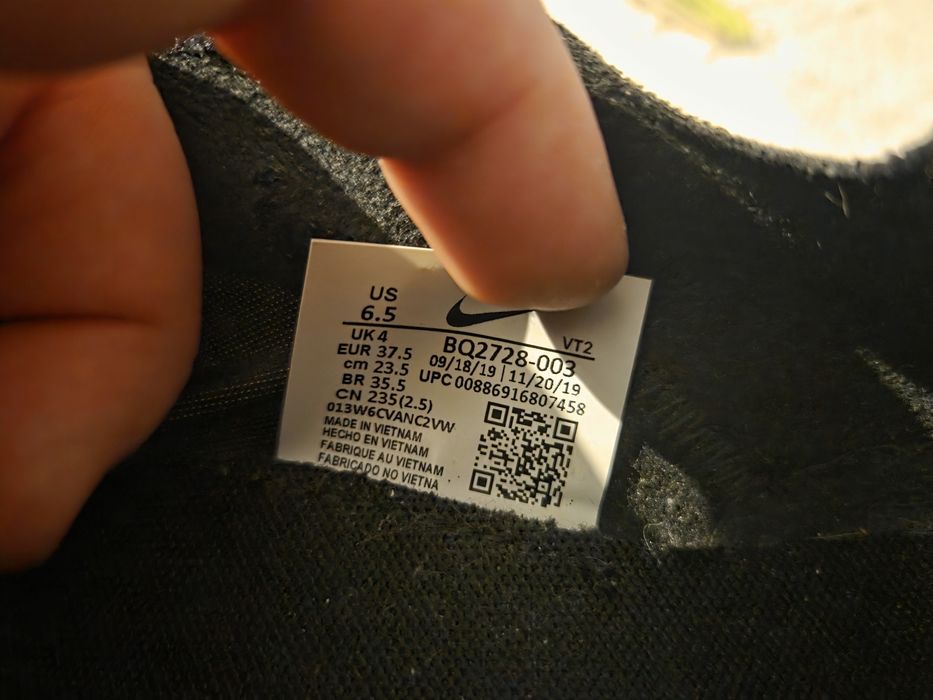 US
6.5
VT2
UK 4
BQ2728-003
EUR 37.5
09/18/19 | 11/20/19
cm 23.5
UPC 00886916807458
BR 35.5
CN 235(2.5)
013W6CVANC2VW
MADE IN VIETNAM
HECHO EN VIETNAM
FABRIQUE AU VIETNAM
FABRICADO NO VIETNA